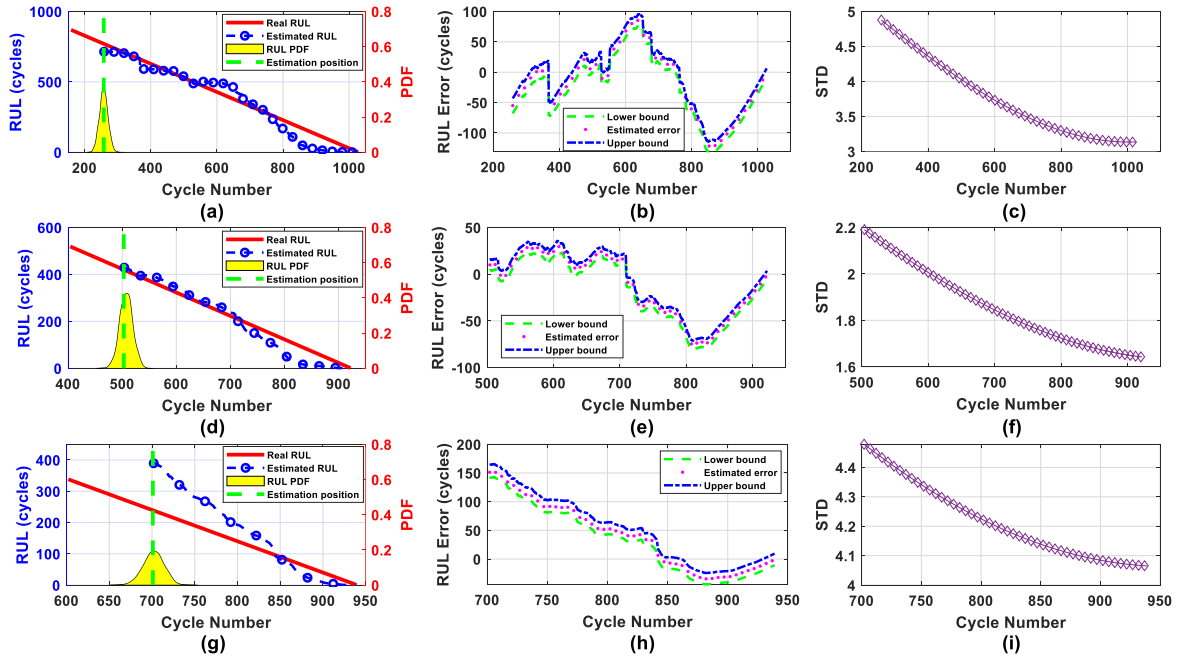 1000
500
0
RUL (cycles)
0.8
0.6
0.4
0.2
0
PDF
Real RUL
Estimated RUL
RUL PDF
Estimation position
200 400 600 800 1000
Cycle Number
(a)
100
50
0
-50
-100
RUL Error (cycles)
Lower bound
Estimated error
Upper bound
200 400 600 800 1000
Cycle Number
(b)
5
4.5
4
3.5
3
STD
200 400 600 800 1000
Cycle Number
(c)
600
400
200
0
RUL (cycles)
0.8
0.6
0.4
0.2
0
PDF
Real RUL
Estimated RUL
RUL PDF
Estimation position
400 500 600 700 800 900
Cycle Number
(d)
50
0
-50
-100
RUL Error (cycles)
Lower bound
Estimated error
Upper bound
500 600 700 800 900
Cycle Number
(e)
2.2
2
1.8
1.6
STD
500 600 700 800 900
Cycle Number
(f)
400
300
200
100
0
RUL (cycles)
0.8
0.6
0.4
0.2
0
PDF
Real RUL
Estimated RUL
RUL PDF
Estimation position
600 650 700 750 800 850 900 950
Cycle Number
(g)
200
150
100
50
0
RUL Error (cycles)
Lower bound
Estimated error
Upper bound
700 750 800 850 900 950
Cycle Number
(h)
4.4
4.3
4.2
4.1
4
STD
700 750 800 850 900 950
Cycle Number
(i)